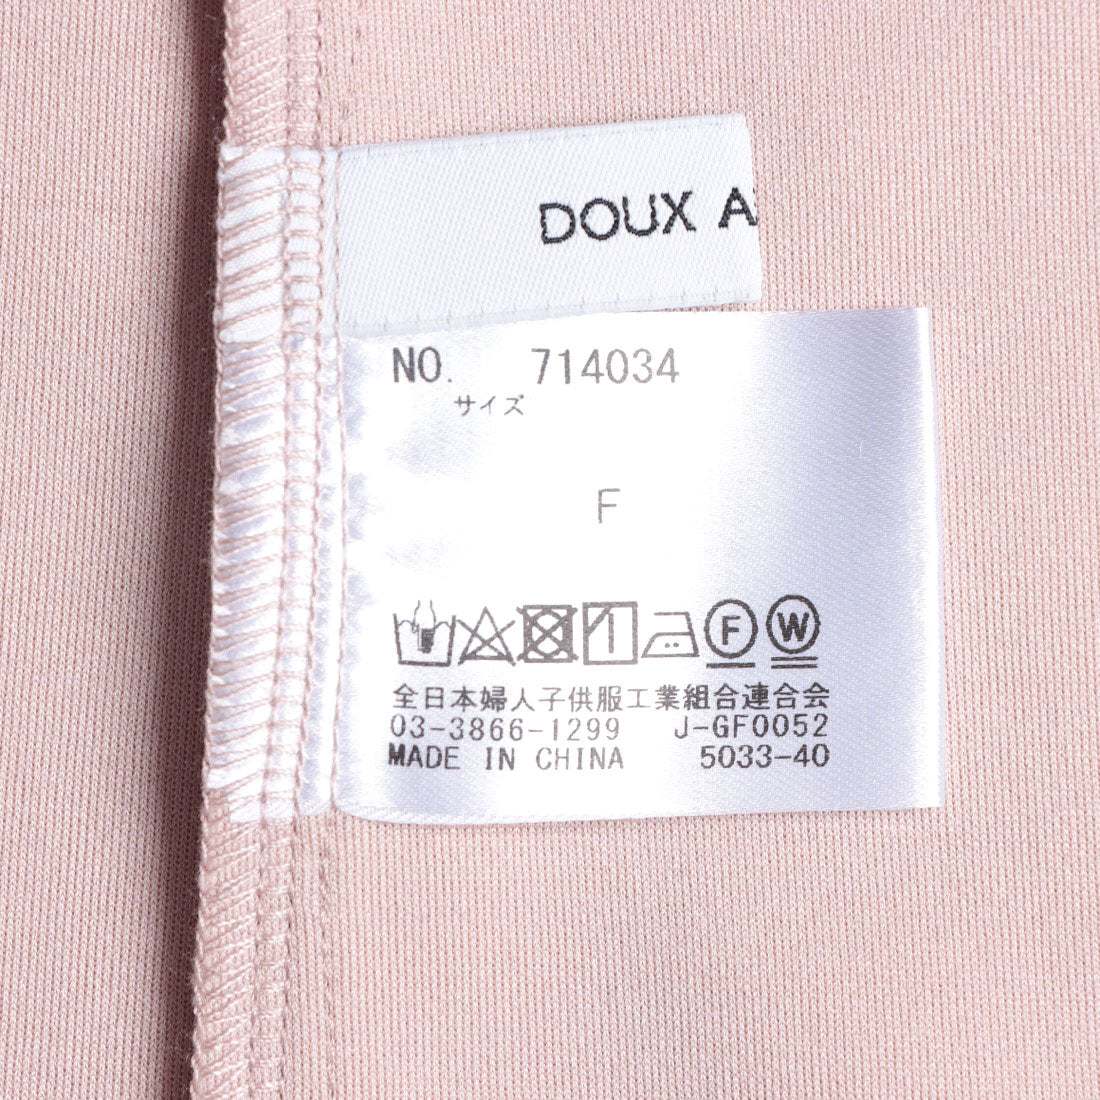 DOUX
NO. 714034
サイズ
F
F W
全日本婦人子供服工業組合連合会
03-3866-1299 J-GF0052
MADE IN CHINA 5033-40